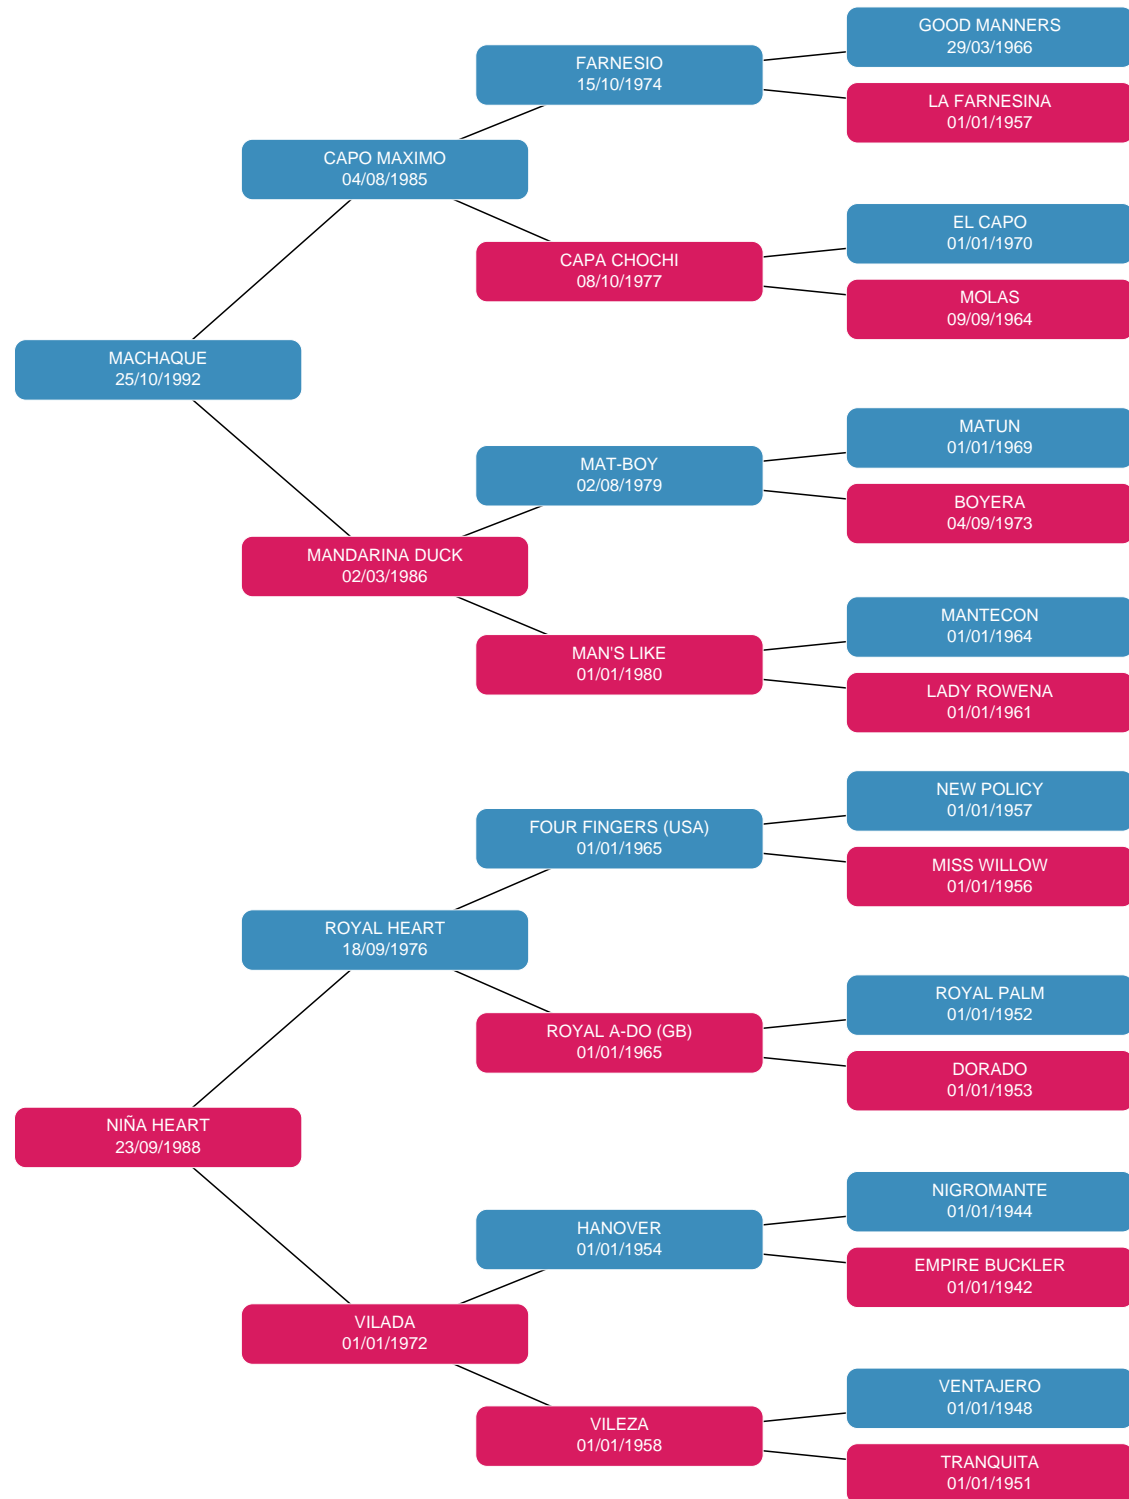 GOOD MANNERS
29/03/1966
FARNESIO
15/10/1974
LA FARNESINA
01/01/1957
CAPO MAXIMO
04/08/1985
EL CAPO
01/01/1970
CAPA CHOCHI
08/10/1977
MOLAS
09/09/1964
MACHAQUE
25/10/1992
MATUN
01/01/1969
MAT-BOY
02/08/1979
BOYERA
04/09/1973
MANDARINA DUCK
02/03/1986
MANTECON
01/01/1964
MAN'S LIKE
01/01/1980
LADY ROWENA
01/01/1961
NEW POLICY
01/01/1957
FOUR FINGERS (USA)
01/01/1965
MISS WILLOW
01/01/1956
ROYAL HEART
18/09/1976
ROYAL PALM
01/01/1952
ROYAL A-DO (GB)
01/01/1965
DORADO
01/01/1953
NIÑA HEART
23/09/1988
NIGROMANTE
01/01/1944
HANOVER
01/01/1954
EMPIRE BUCKLER
01/01/1942
VILADA
01/01/1972
VENTAJERO
01/01/1948
VILEZA
01/01/1958
TRANQUITA
01/01/1951